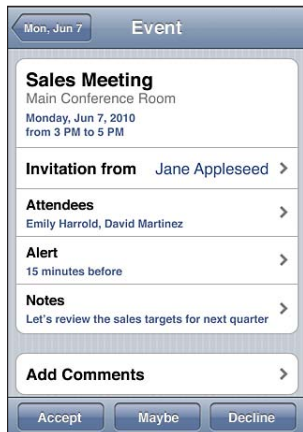 Mon, Jun 7 Event
Sales Meeting
Main Conference Room
Monday, Jun 7, 2010
from 3 PM to 5 PM
Invitation from Jane Appleseed
Attendees
Emily Harrold, David Martinez
Alert
15 minutes before
Notes
Let's review the sales targets for next quarter
Add Comments
Accept Maybe Decline